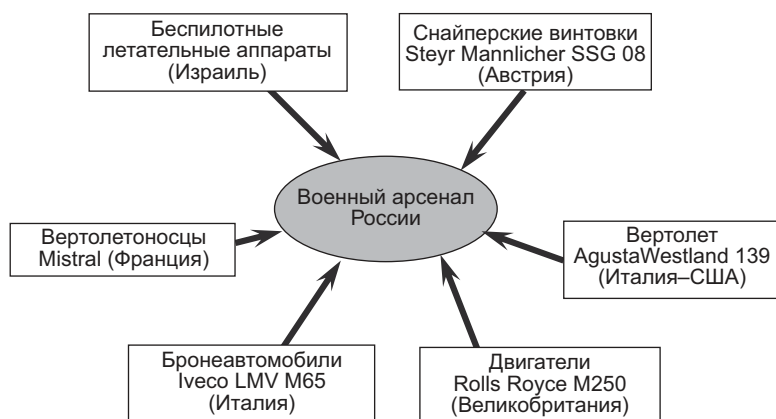 Беспилотные
летательные аппараты
(Израиль)
Снайперские винтовки
Steyr Mannlicher SSG 08
(Австрия)
Военный арсенал
России
Вертолетоносцы
Mistral (Франция)
Вертолет
AgustaWestland 139
(Италия–США)
Бронеавтомобили
Iveco LMV M65
(Италия)
Двигатели
Rolls Royce M250
(Великобритания)